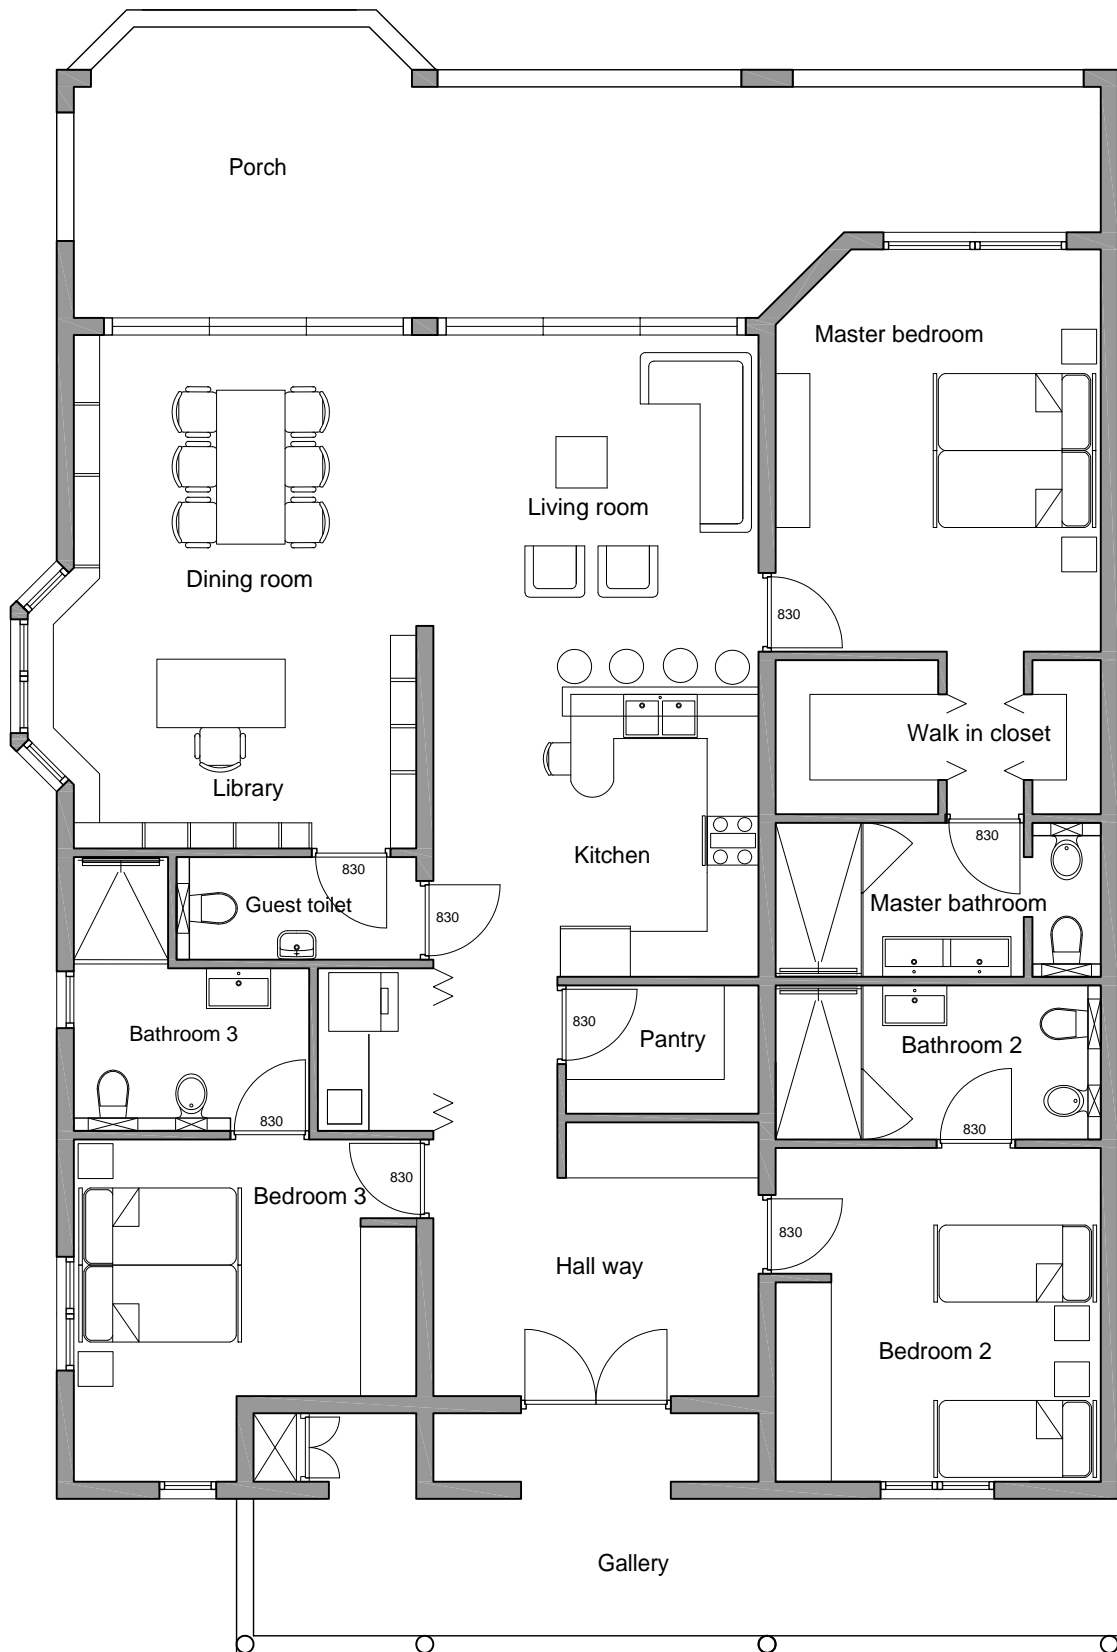 Porch
Master bedroom
Living room
Dining room
830
Walk in closet
Library
830
Kitchen
830
Guest toilet
Master bathroom
830
Bathroom 3
830
Pantry
Bathroom 2
830
830
830
Bedroom 3
830
Hall way
Bedroom 2
Gallery